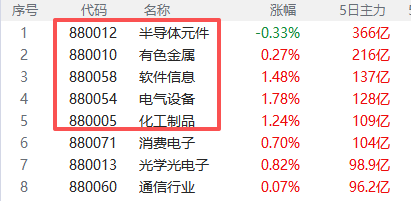 序号 代码 名称 涨幅 5日主力
1 880012 半导体元件 -0.33% 366亿
2 880010 有色金属 0.27% 216亿
3 880058 软件信息 1.48% 137亿
4 880054 电气设备 1.78% 128亿
5 880005 化工制品 1.24% 109亿
6 880071 消费电子 0.70% 104亿
7 880013 光学光电子 0.82% 98.9亿
8 880060 通信行业 0.07% 96.2亿